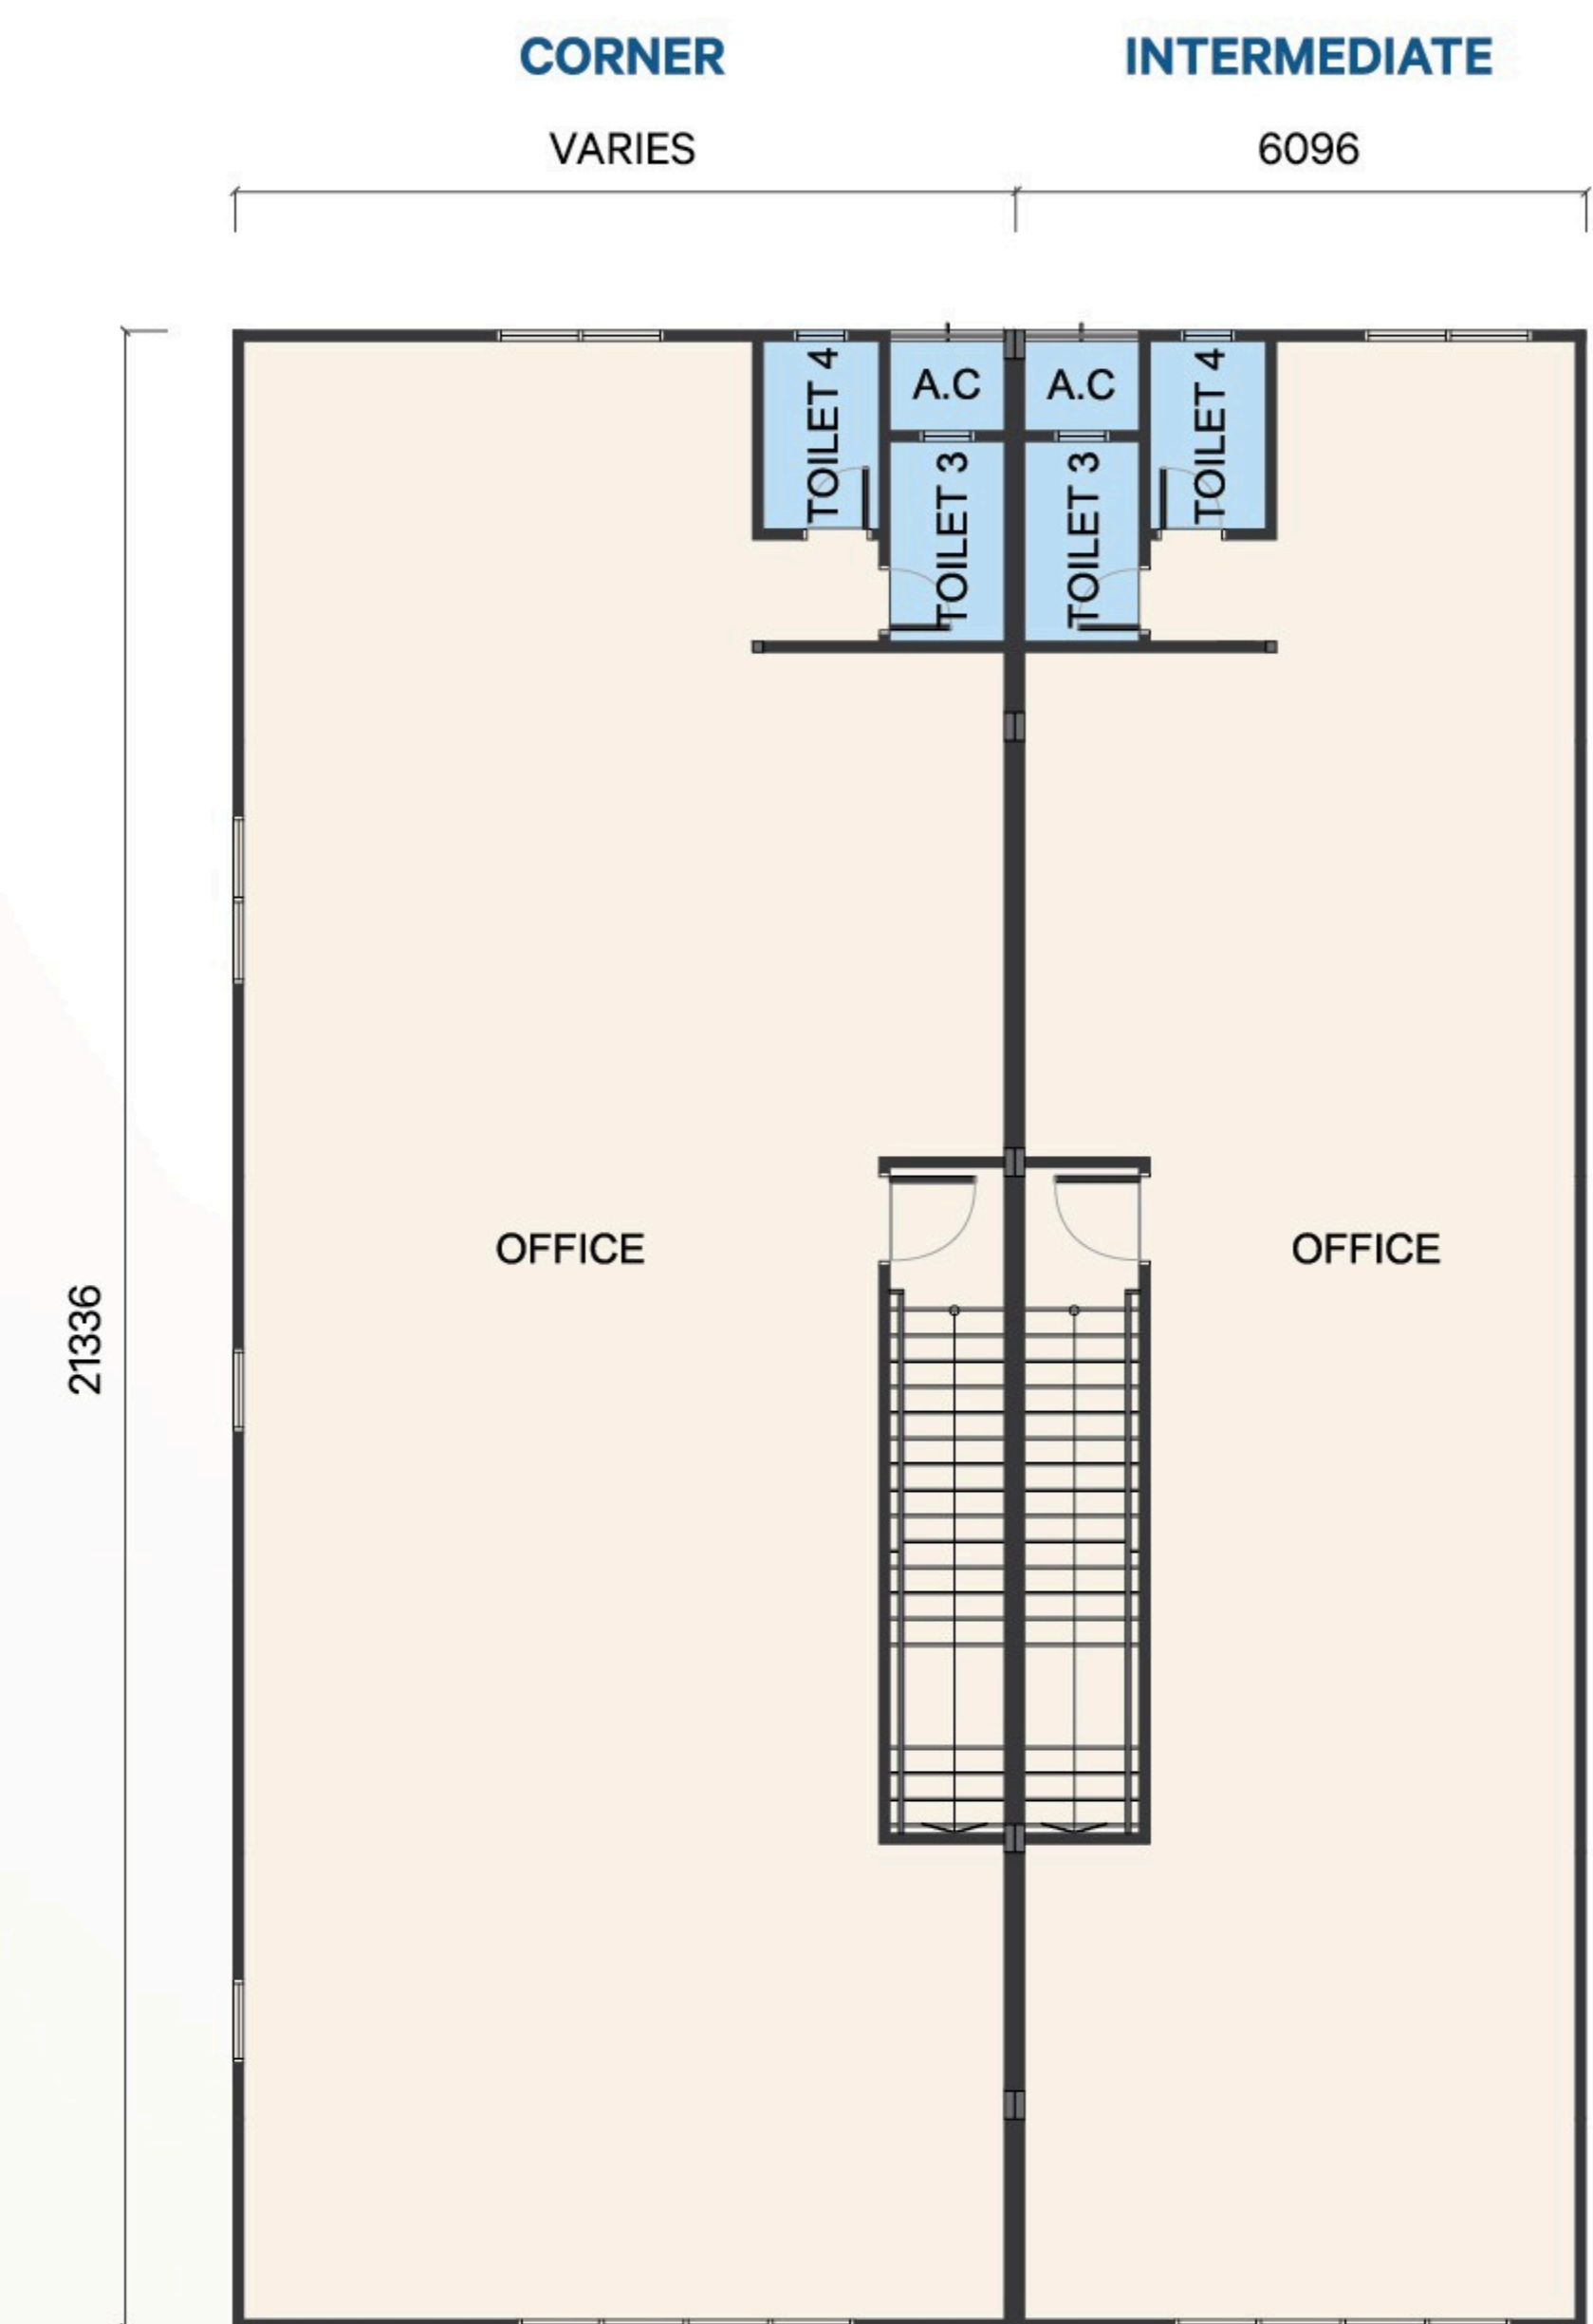 CORNER
INTERMEDIATE
VARIES
6096
TOILET 4
A.C
A.C
TOILET 4
TOILET 3
TOILET 3
OFFICE
OFFICE
21336